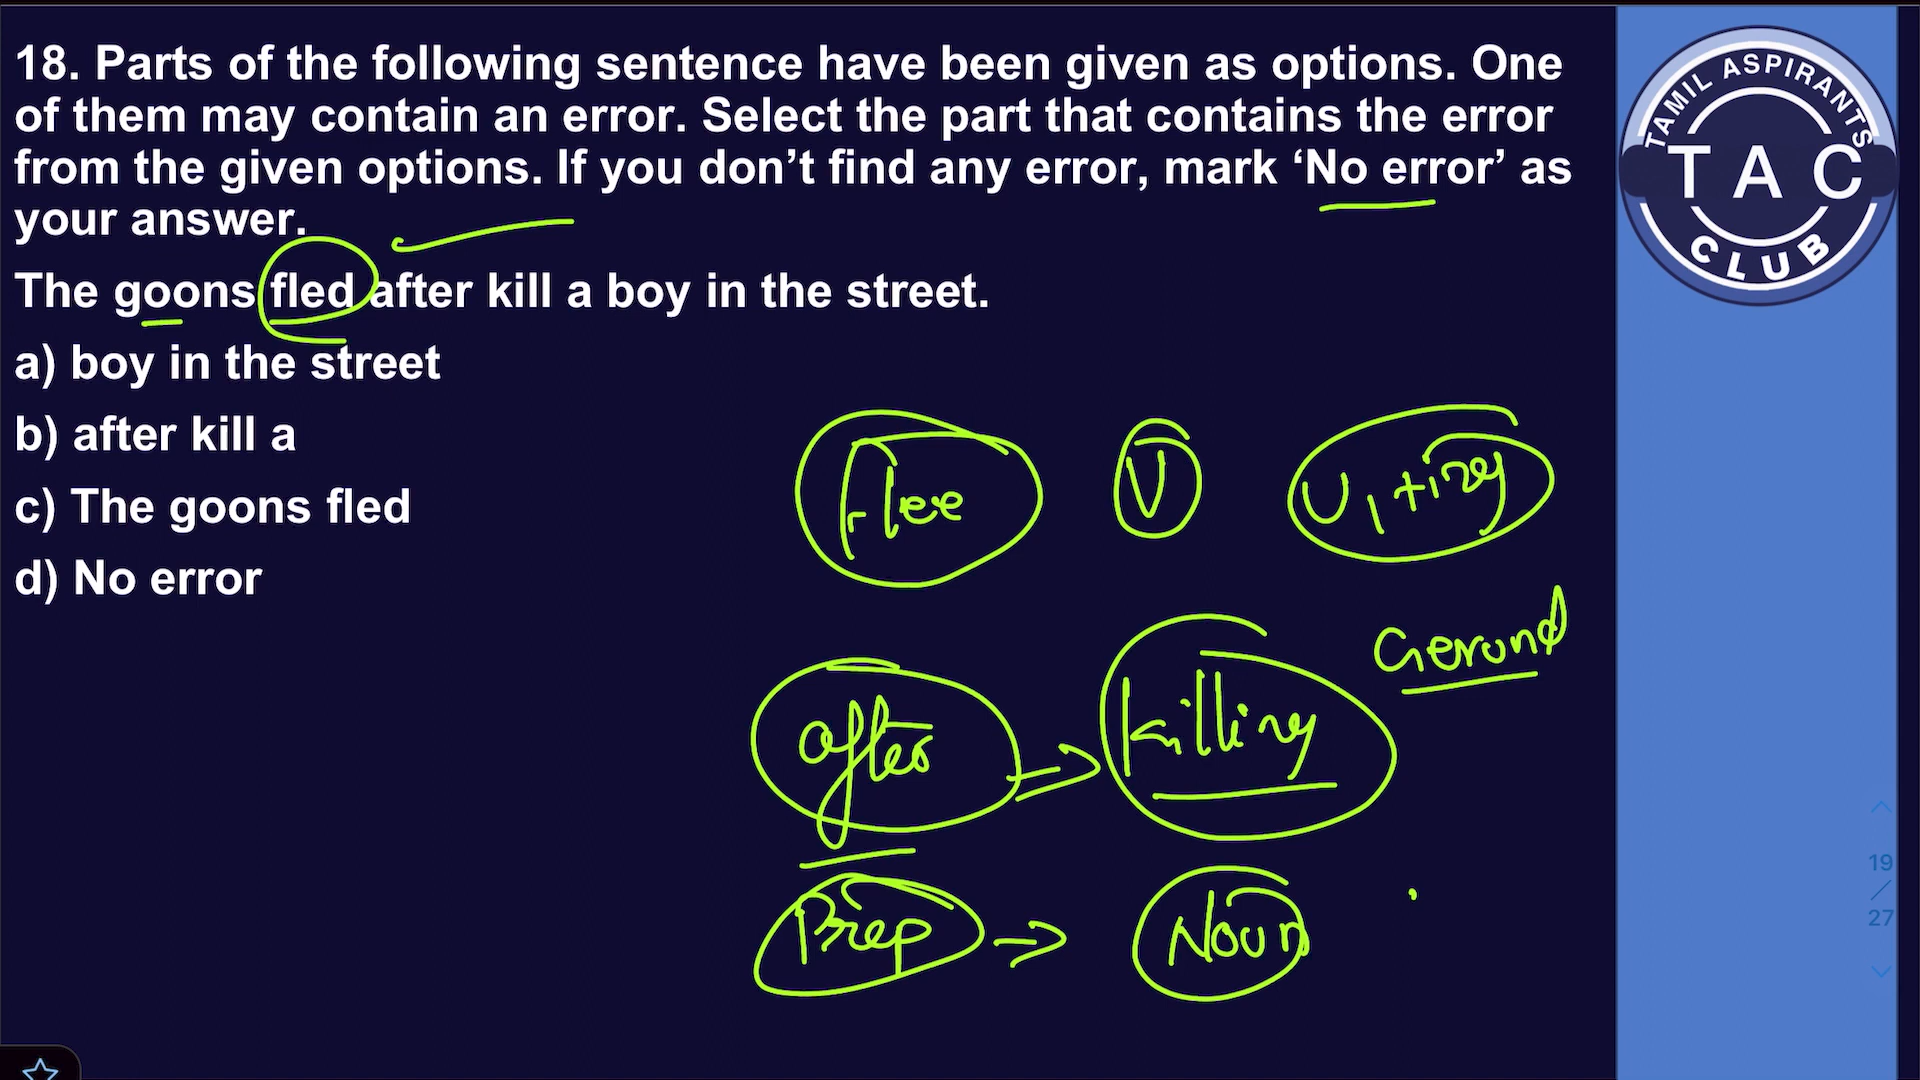 18. Parts of the following sentence have been given as options. One
of them may contain an error. Select the part that contains the error
from the given options. If you don’t find any error, mark ‘No error’ as
your answer.
The goons fled after kill a boy in the street.
a) boy in the street
b) after kill a
c) The goons fled
d) No error
Flee V V1+ing
Gerund
after → killing
Prep → Noun
TAMIL ASPIRANTS
TAC
CLUB
19
/
27